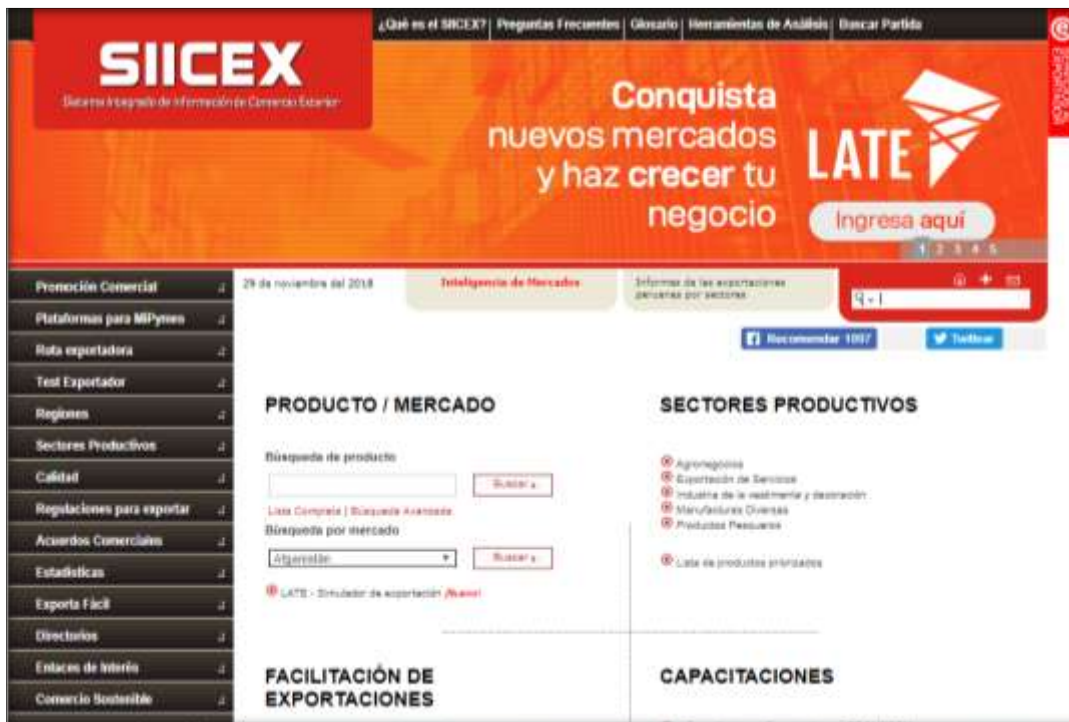 ¿Qué es el SIICEX? | Preguntas Frecuentes | Glosario | Herramientas de Análisis | Buscar Partida
SIICEX
Sistema Integrado de Información de Comercio Exterior
Conquista
nuevos mercados
y haz crecer tu
negocio
LATE
Ingresa aquí
1 2 3 4 5
29 de noviembre del 2018
Inteligencia de Mercados
Informes de las exportaciones
peruanas por sectores
Recomendar 1097
Twittear
Promoción Comercial
Plataformas para MiPymes
Ruta exportadora
Test Exportador
Regiones
Sectores Productivos
Calidad
Regulaciones para exportar
Acuerdos Comerciales
Estadísticas
Exporta Fácil
Directorios
Enlaces de Interés
Comercio Sostenible
PRODUCTO / MERCADO
Búsqueda de producto
Buscar
Lista Completa | Búsqueda Avanzada
Búsqueda por mercado
Afganistán
Buscar
LATE - Simulador de exportación ¡Nuevo!
SECTORES PRODUCTIVOS
Agronegocios
Exportación de Servicios
Industria de la vestimenta y decoración
Manufacturas Diversas
Productos Pesqueros
Lista de productos priorizados
FACILITACIÓN DE
EXPORTACIONES
CAPACITACIONES